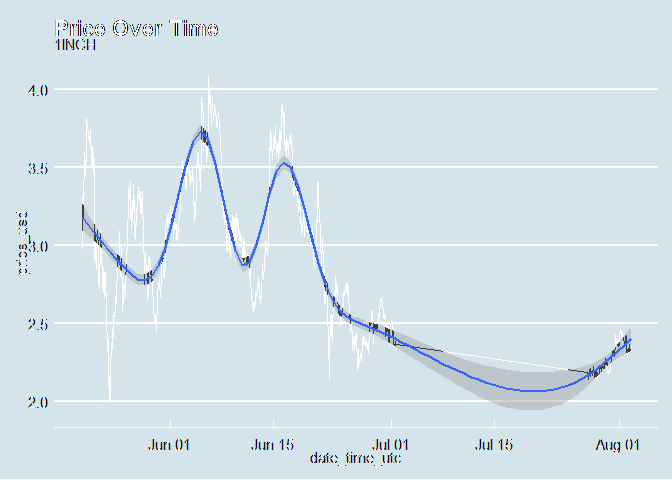 Price Over Time
1INCH
4.0
3.5
3.0
2.5
2.0
price_usd
Jun 01 Jun 15 Jul 01 Jul 15 Aug 01
date_time_utc